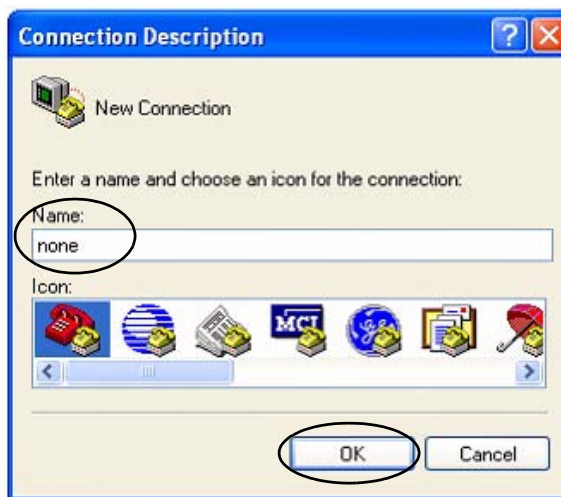 Connection Description
New Connection
Enter a name and choose an icon for the connection:
Name:
none
Icon:
MCI
OK
Cancel